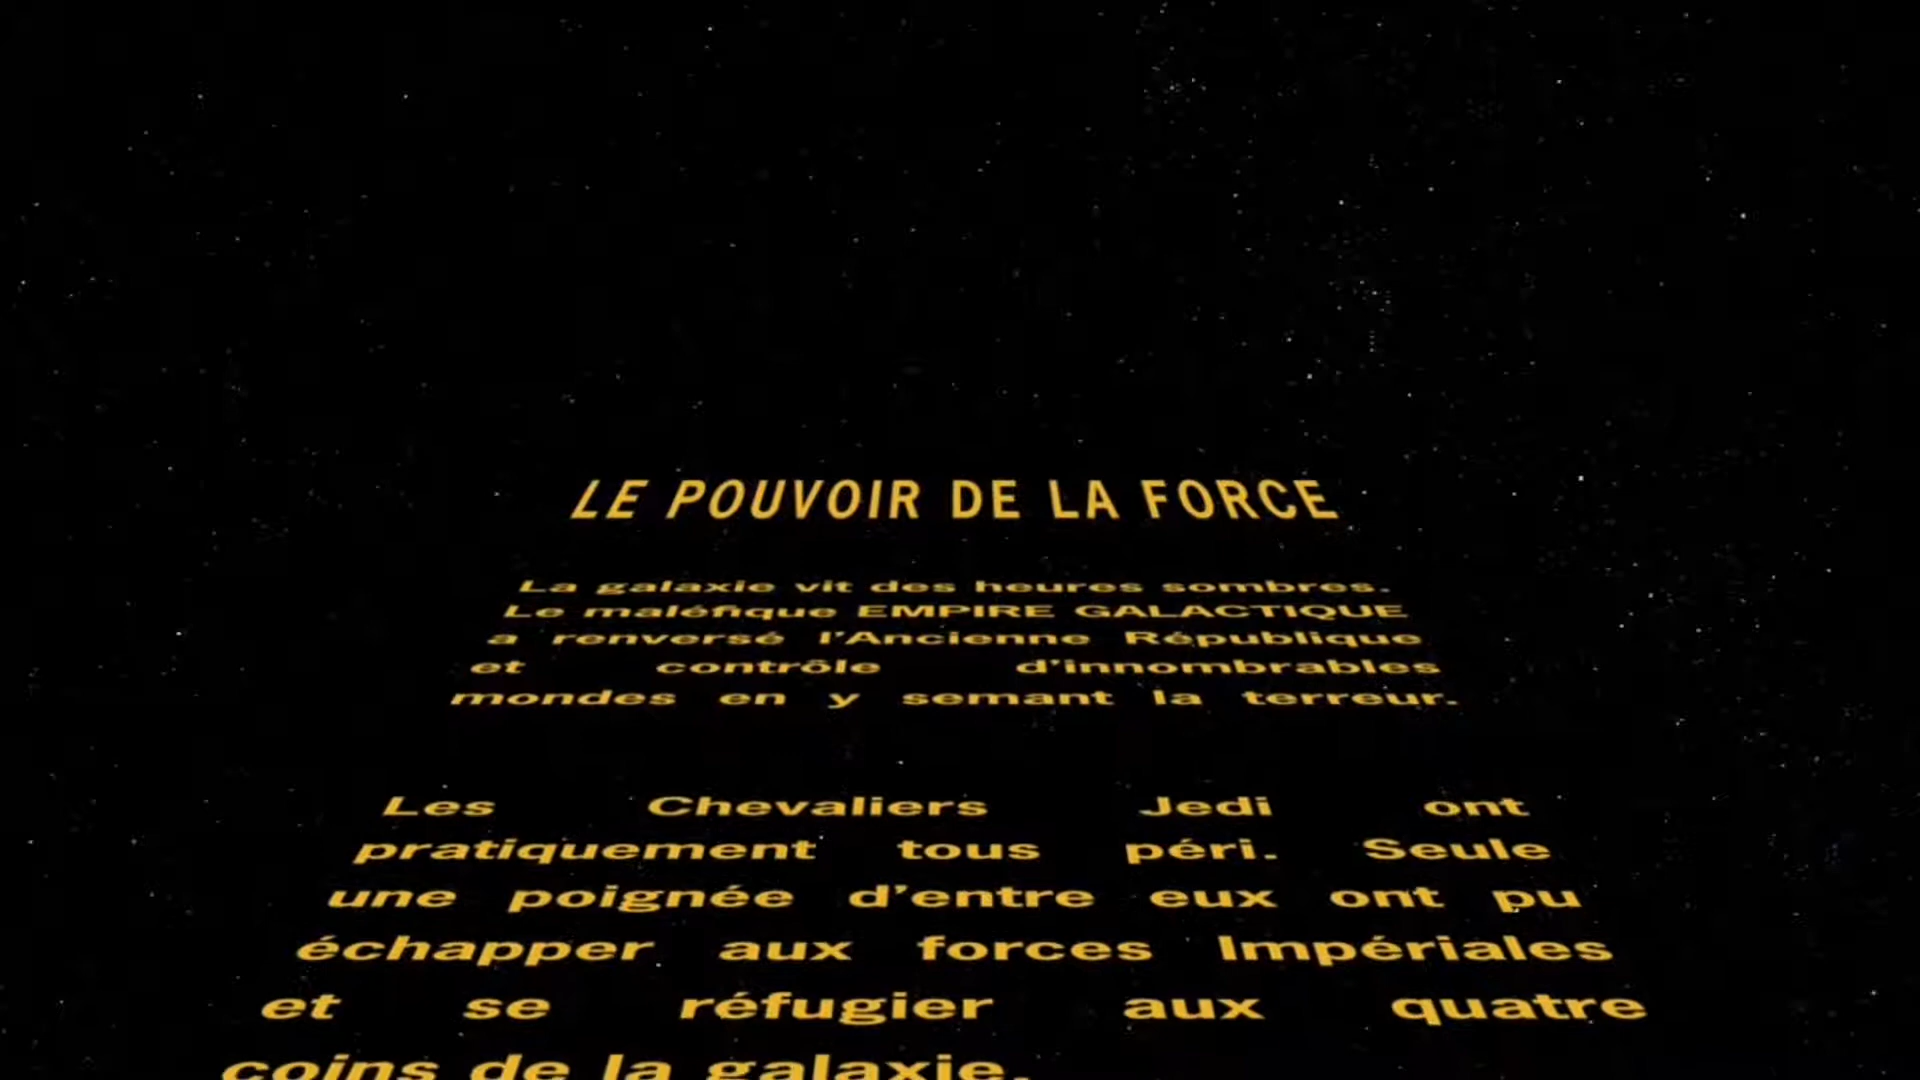 LE POUVOIR DE LA FORCE
La galaxie vit des heures sombres.
Le maléfique EMPIRE GALACTIQUE
a renversé l'Ancienne République
et contrôle d'innombrables
mondes en y semant la terreur.
Les Chevaliers Jedi ont
pratiquement tous péri. Seule
une poignée d'entre eux ont pu
échapper aux forces Impériales
et se réfugier aux quatre
coins de la galaxie.